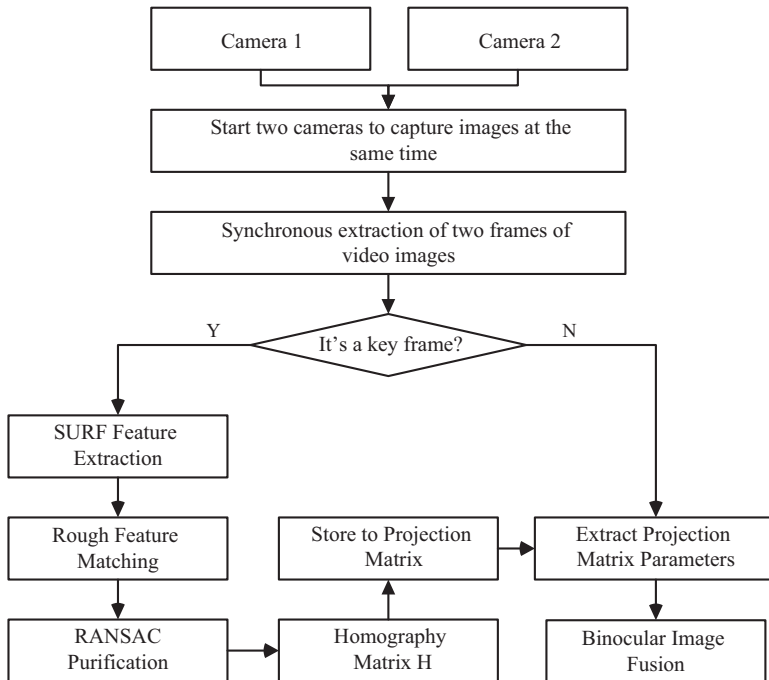 Camera 1
Camera 2
Start two cameras to capture images at the
same time
Synchronous extraction of two frames of
video images
Y
It's a key frame?
N
SURF Feature
Extraction
Rough Feature
Matching
Store to Projection
Matrix
Extract Projection
Matrix Parameters
RANSAC
Purification
Homography
Matrix H
Binocular Image
Fusion